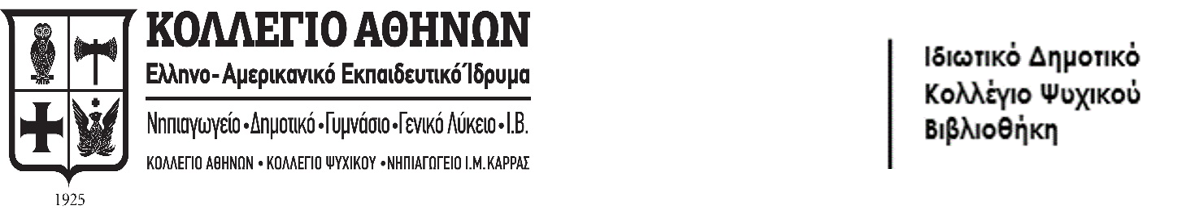 ΚΟΛΛΕΓΙΟ ΑΘΗΝΩΝ
Ελληνο-Αμερικανικό Εκπαιδευτικό Ίδρυμα
Νηπιαγωγείο•Δημοτικό•Γυμνάσιο•Γενικό Λύκειο•Ι.Β.
ΚΟΛΛΕΓΙΟ ΑΘΗΝΩΝ • ΚΟΛΛΕΓΙΟ ΨΥΧΙΚΟΥ •ΝΗΠΙΑΓΩΓΕΙΟ Ι.Μ. ΚΑΡΡΑΣ
1925
Ιδιωτικό Δημοτικό
Κολλέγιο Ψυχικού
Βιβλιοθήκη